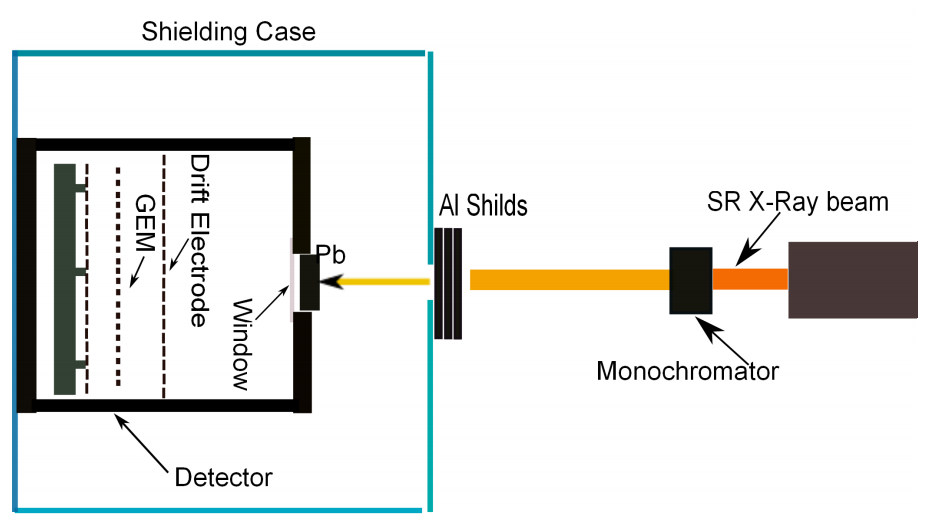 Shielding Case
Drift Electrode
GEM
Al Shilds
SR X-Ray beam
Pb
Window
Monochromator
Detector